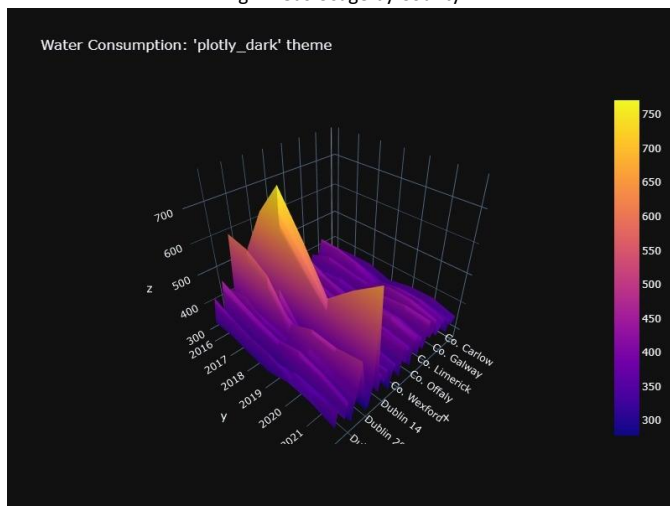 Water Consumption: 'plotly_dark' theme
750
700
650
600
550
500
450
400
350
300
700
600
500
400
300
z
2016
2017
2018
2019
2020
2021
y
Co. Carlow
Co. Galway
Co. Limerick
Co. Offaly
Co. Wexford
x
Dublin 14